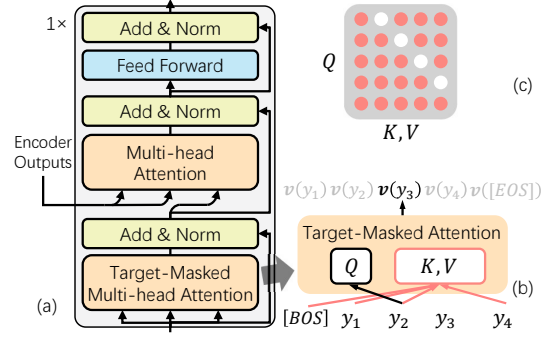 1×
Add & Norm
Feed Forward
Add & Norm
Encoder
Outputs
Multi-head
Attention
Add & Norm
Target-Masked
Multi-head Attention
(a)
Q
K, V
(c)
v(y₁) v(y₂) v(y₃) v(y₄) v([EOS])
Target-Masked Attention
Q
K, V
(b)
[BOS] y₁ y₂ y₃ y₄